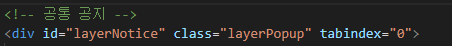 <!-- 공통 공지 -->
<div id="layerNotice" class="layerPopup" tabindex="0">